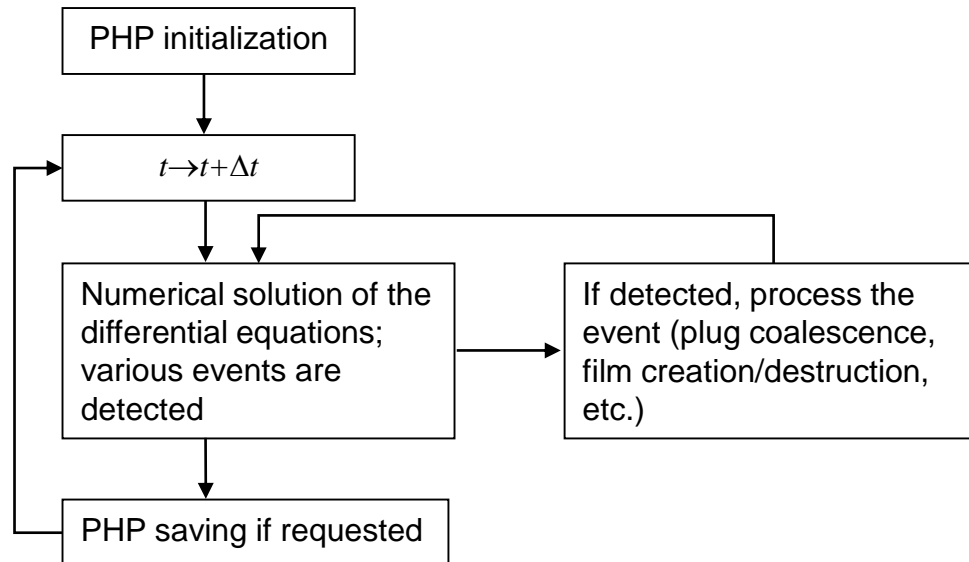 PHP initialization
t→t+Δt
Numerical solution of the
differential equations;
various events are
detected
If detected, process the
event (plug coalescence,
film creation/destruction,
etc.)
PHP saving if requested